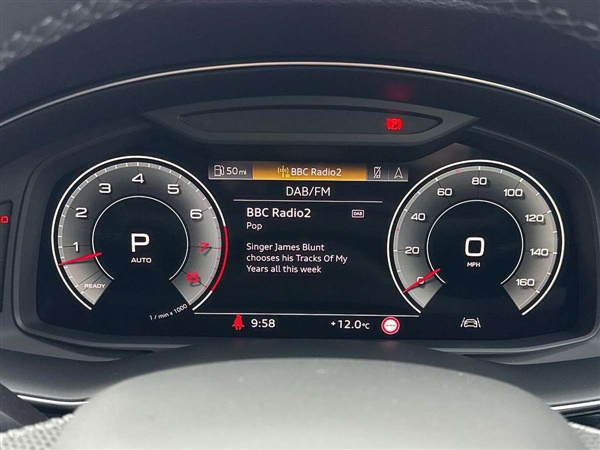 50 mi
BBC Radio2
DAB/FM
BBC Radio2
DAB
Pop
Singer James Blunt
chooses his Tracks Of My
Years all this week
1
2
3
4
5
6
7
8
READY
1 / min x 1000
P
AUTO
0
20
40
60
80
100
120
140
160
0
MPH
9:58
+12.0°C